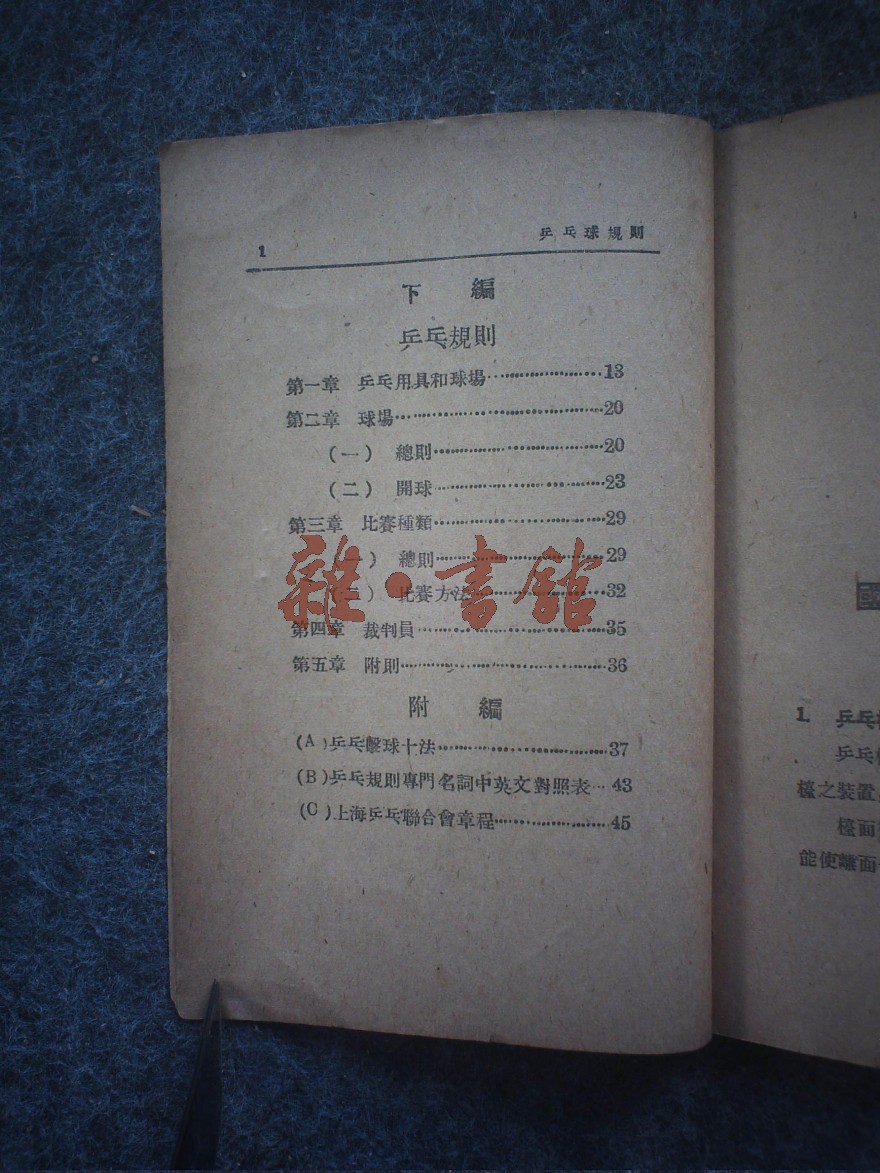 1 乒乓球規則
下 編
乒乓規則
第一章 乒乓用具和球場……………13
第二章 球場……………20
(一) 總則……………20
(二) 開球……………23
第三章 比賽種類……………29
(一) 總則……………29
(二) 比賽方法……………32
第四章 裁判員……………35
第五章 附則……………36
附 編
(A)乒乓擊球十法……………37
(B)乒乓規則專門名詞中英文對照表…43
(C)上海乒乓聯合會章程……………45
雜·書館
國
1. 乒乓
乒乓
檯之裝置
檯面
能使離面